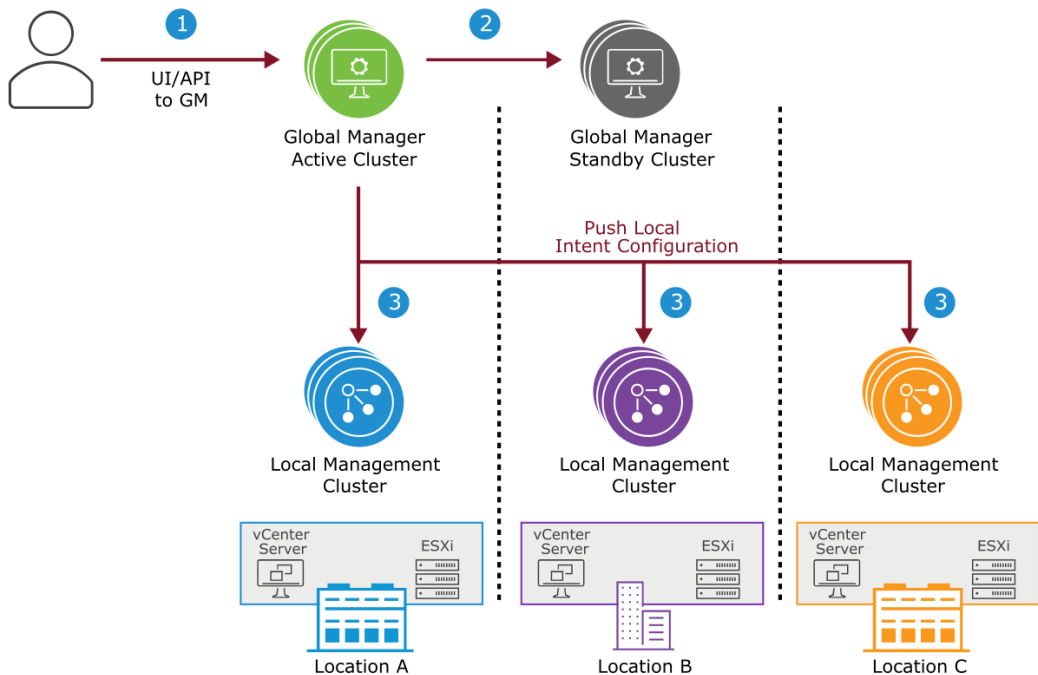 1
2
UI/API
to GM
Global Manager
Active Cluster
Global Manager
Standby Cluster
Push Local
Intent Configuration
3
3
3
Local Management
Cluster
Local Management
Cluster
Local Management
Cluster
vCenter
Server
ESXi
vCenter
Server
ESXi
vCenter
Server
ESXi
Location A
Location B
Location C